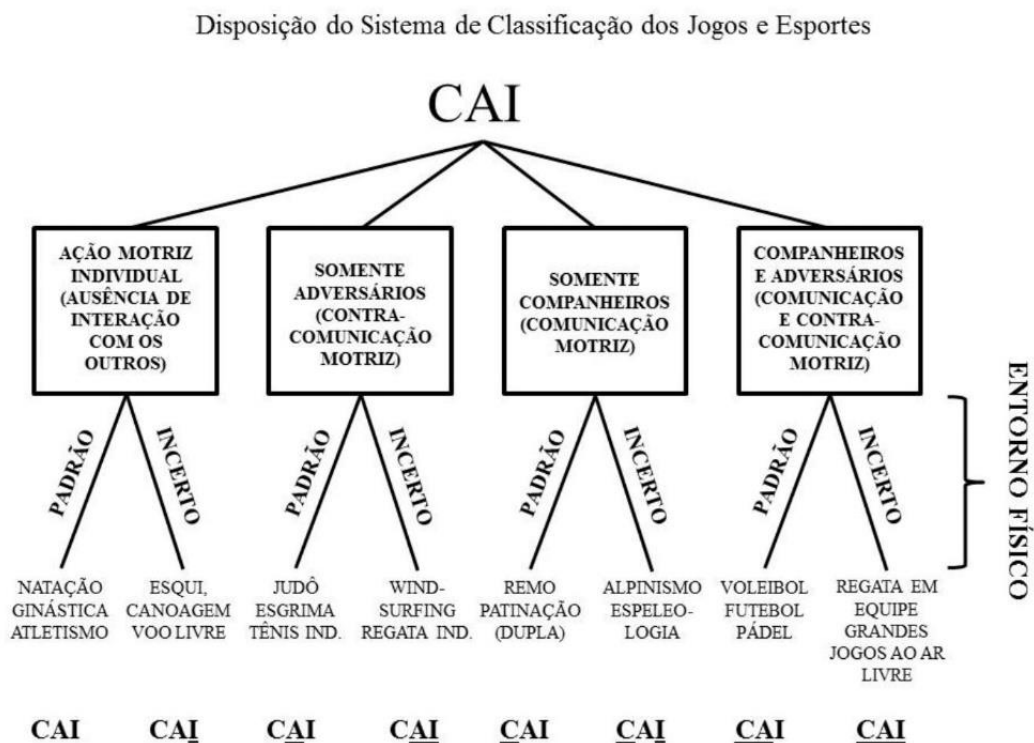 Disposição do Sistema de Classificação dos Jogos e Esportes
CAI
AÇÃO MOTRIZ
INDIVIDUAL
(AUSÊNCIA DE
INTERAÇÃO
COM OS
OUTROS)
SOMENTE
ADVERSÁRIOS
(CONTRA-
COMUNICAÇÃO
MOTRIZ)
SOMENTE
COMPANHEIROS
(COMUNICAÇÃO
MOTRIZ)
COMPANHEIROS
E ADVERSÁRIOS
(COMUNICAÇÃO
E CONTRA-
COMUNICAÇÃO
MOTRIZ)
PADRÃO
INCERTO
PADRÃO
INCERTO
PADRÃO
INCERTO
PADRÃO
INCERTO
ENTORNO FÍSICO
NATAÇÃO
GINÁSTICA
ATLETISMO
ESQUI,
CANOAGEM
VOO LIVRE
JUDÔ
ESGRIMA
TÊNIS IND.
WIND-
SURFING
REGATA IND.
REMO
PATINAÇÃO
(DUPLA)
ALPINISMO
ESPELEO-
LOGIA
VOLEIBOL
FUTEBOL
PÁDEL
REGATA EM
EQUIPE
GRANDES
JOGOS AO AR
LIVRE
CAI
CAI
CAI
CAI
CAI
CAI
CAI
CAI